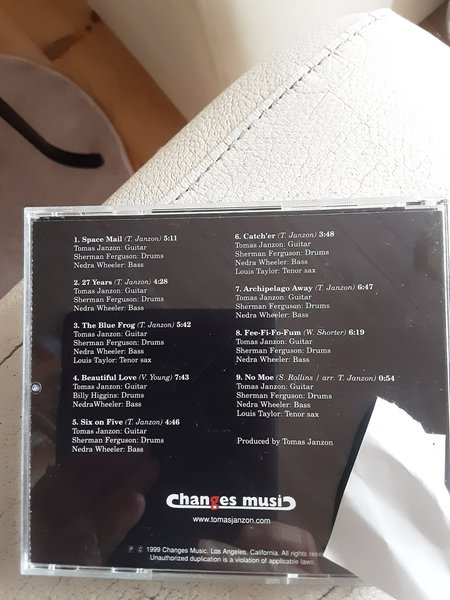 1. Space Mail (T. Janzon) 5:11
Tomas Janzon: Guitar
Sherman Ferguson: Drums
Nedra Wheeler: Bass
2. 27 Years (T. Janzon) 4:28
Tomas Janzon: Guitar
Sherman Ferguson: Drums
Nedra Wheeler: Bass
3. The Blue Frog (T. Janzon) 5:42
Tomas Janzon: Guitar
Sherman Ferguson: Drums
Nedra Wheeler: Bass
Louis Taylor: Tenor sax
4. Beautiful Love (V. Young) 7:43
Tomas Janzon: Guitar
Billy Higgins: Drums
NedraWheeler: Bass
5. Six on Five (T. Janzon) 4:46
Tomas Janzon: Guitar
Sherman Ferguson: Drums
Nedra Wheeler: Bass
6. Catch'er (T. Janzon) 3:48
Tomas Janzon: Guitar
Sherman Ferguson: Drums
Nedra Wheeler: Bass
Louis Taylor: Tenor sax
7. Archipelago Away (T. Janzon) 6:47
Tomas Janzon: Guitar
Sherman Ferguson: Drums
Nedra Wheeler: Bass
8. Fee-Fi-Fo-Fum (W. Shorter) 6:19
Tomas Janzon: Guitar
Sherman Ferguson: Drums
Nedra Wheeler: Bass
9. No Moe (S. Rollins / arr. T. Janzon) 0:54
Tomas Janzon: Guitar
Sherman Ferguson: Drums
Nedra Wheeler: Bass
Louis Taylor: Tenor sax
Produced by Tomas Janzon
Changes music
www.tomasjanzon.com
℗ © 1999 Changes Music, Los Angeles, California. All rights
Unauthorized duplication is a violation of applicable laws